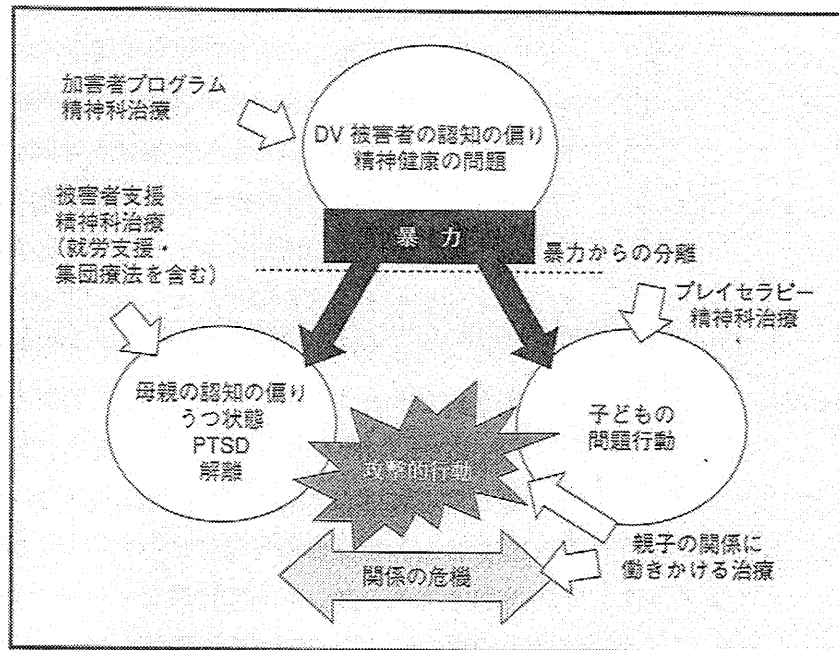 加害者プログラム
精神科治療
DV 被害者の認知の偏り
精神健康の問題
被害者支援
精神科治療
(就労支援・
集団療法を含む)
暴 力
暴力からの分離
プレイセラピー
精神科治療
母親の認知の偏り
うつ状態
PTSD
解離
攻撃的行動
子どもの
問題行動
親子の関係に
働きかける治療
関係の危機